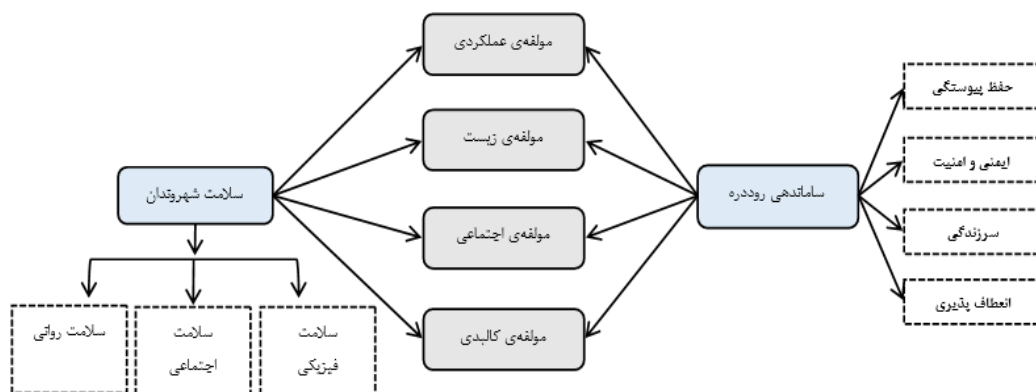 مولفه‌ی عملکردی
مولفه‌ی زیست
مولفه‌ی اجتماعی
مولفه‌ی کالبدی
ساماندهی روددره
حفظ پیوستگی
ایمنی و امنیت
سرزندگی
انعطاف پذیری
سلامت شهروندان
سلامت
فیزیکی
سلامت
اجتماعی
سلامت روانی